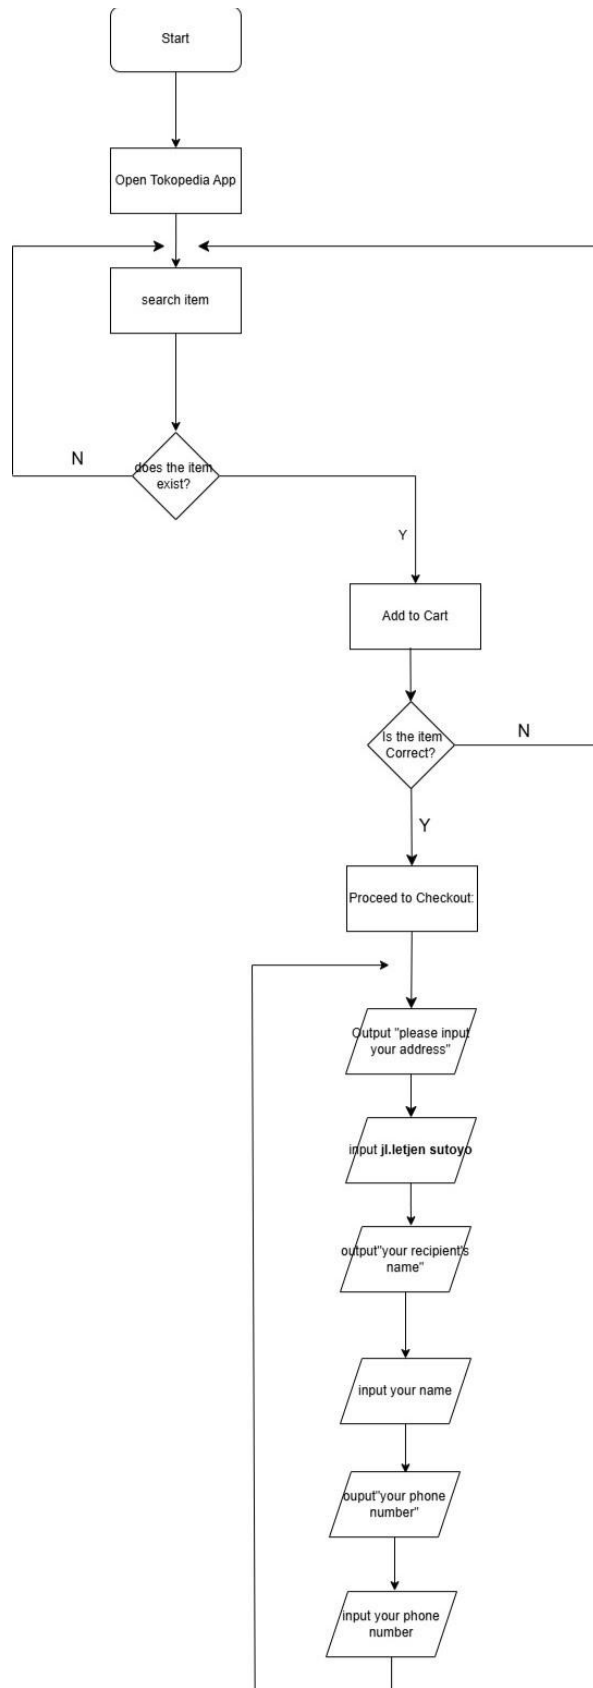 Start
Open Tokopedia App
search item
N
does the item
exist?
Y
Add to Cart
Is the item
Correct?
N
Y
Proceed to Checkout:
Output "please input
your address"
input jl.letjen sutoyo
output"your recipient's
name"
input your name
ouput"your phone
number"
input your phone
number